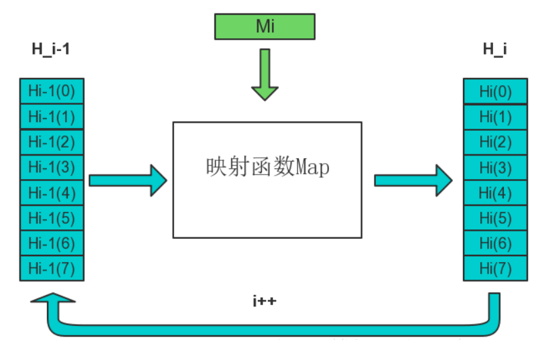 Mi
H_i-1
H_i
Hi-1(0)
Hi-1(1)
Hi-1(2)
Hi-1(3)
Hi-1(4)
Hi-1(5)
Hi-1(6)
Hi-1(7)
映射函数Map
Hi(0)
Hi(1)
Hi(2)
Hi(3)
Hi(4)
Hi(5)
Hi(6)
Hi(7)
i++